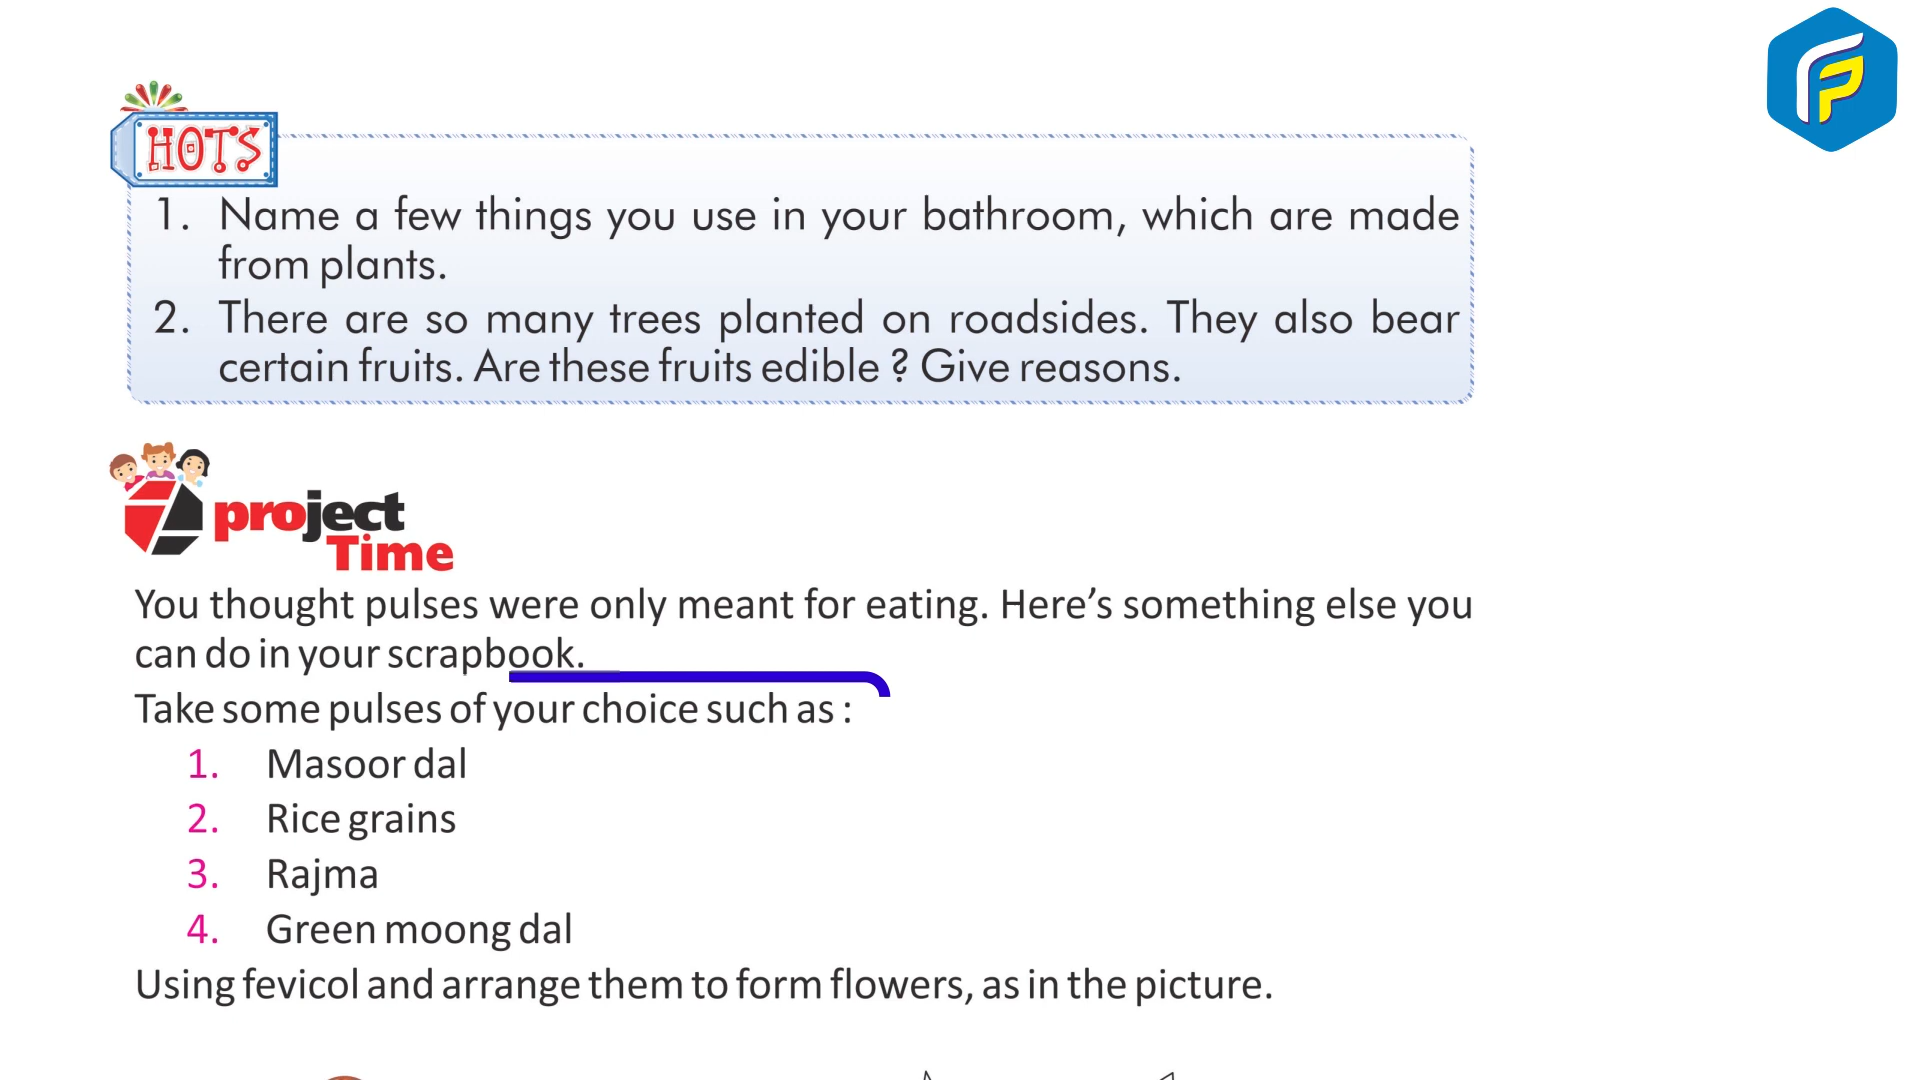 HOTS
1. Name a few things you use in your bathroom, which are made
from plants.
2. There are so many trees planted on roadsides. They also bear
certain fruits. Are these fruits edible ? Give reasons.
project
Time
You thought pulses were only meant for eating. Here’s something else you
can do in your scrapbook.
Take some pulses of your choice such as :
1. Masoor dal
2. Rice grains
3. Rajma
4. Green moong dal
Using fevicol and arrange them to form flowers, as in the picture.